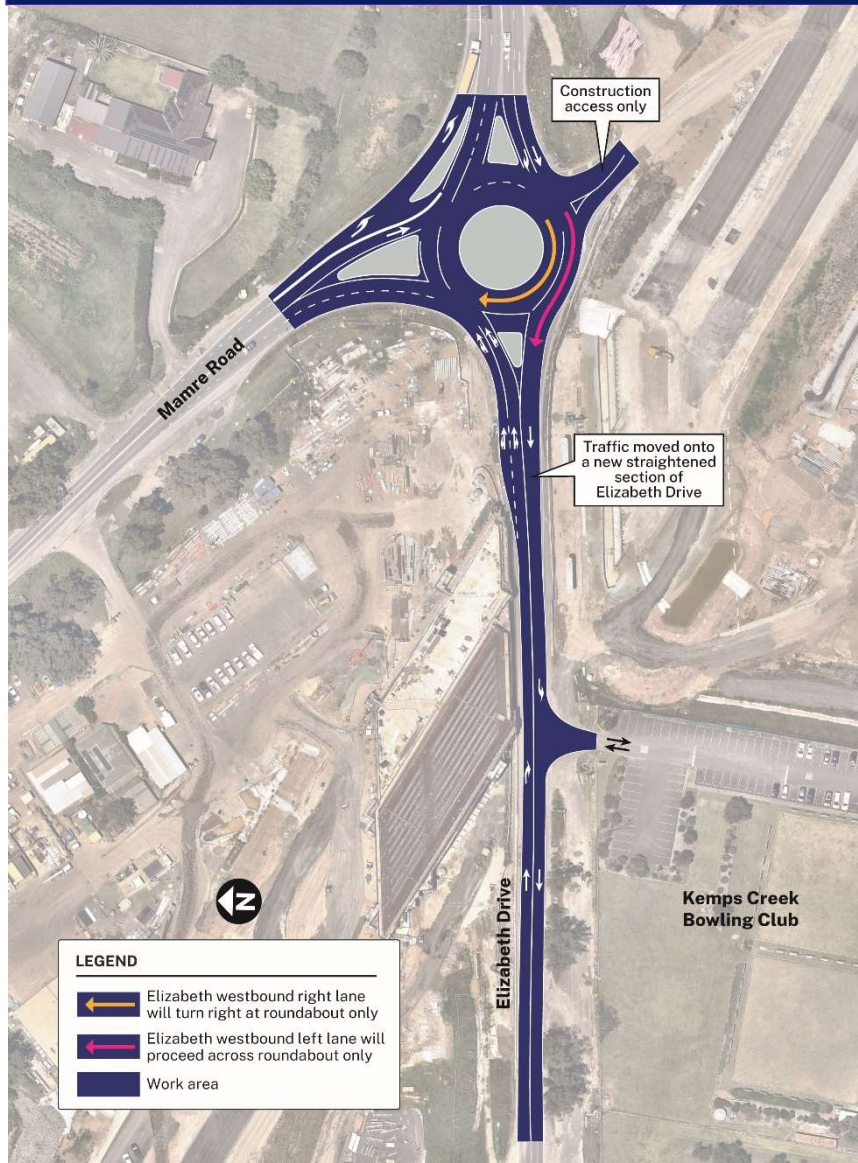 Construction
access only
Mamre Road
Traffic moved onto
a new straightened
section of
Elizabeth Drive
N
Elizabeth Drive
Kemps Creek
Bowling Club
LEGEND
Elizabeth westbound right lane
will turn right at roundabout only
Elizabeth westbound left lane will
proceed across roundabout only
Work area